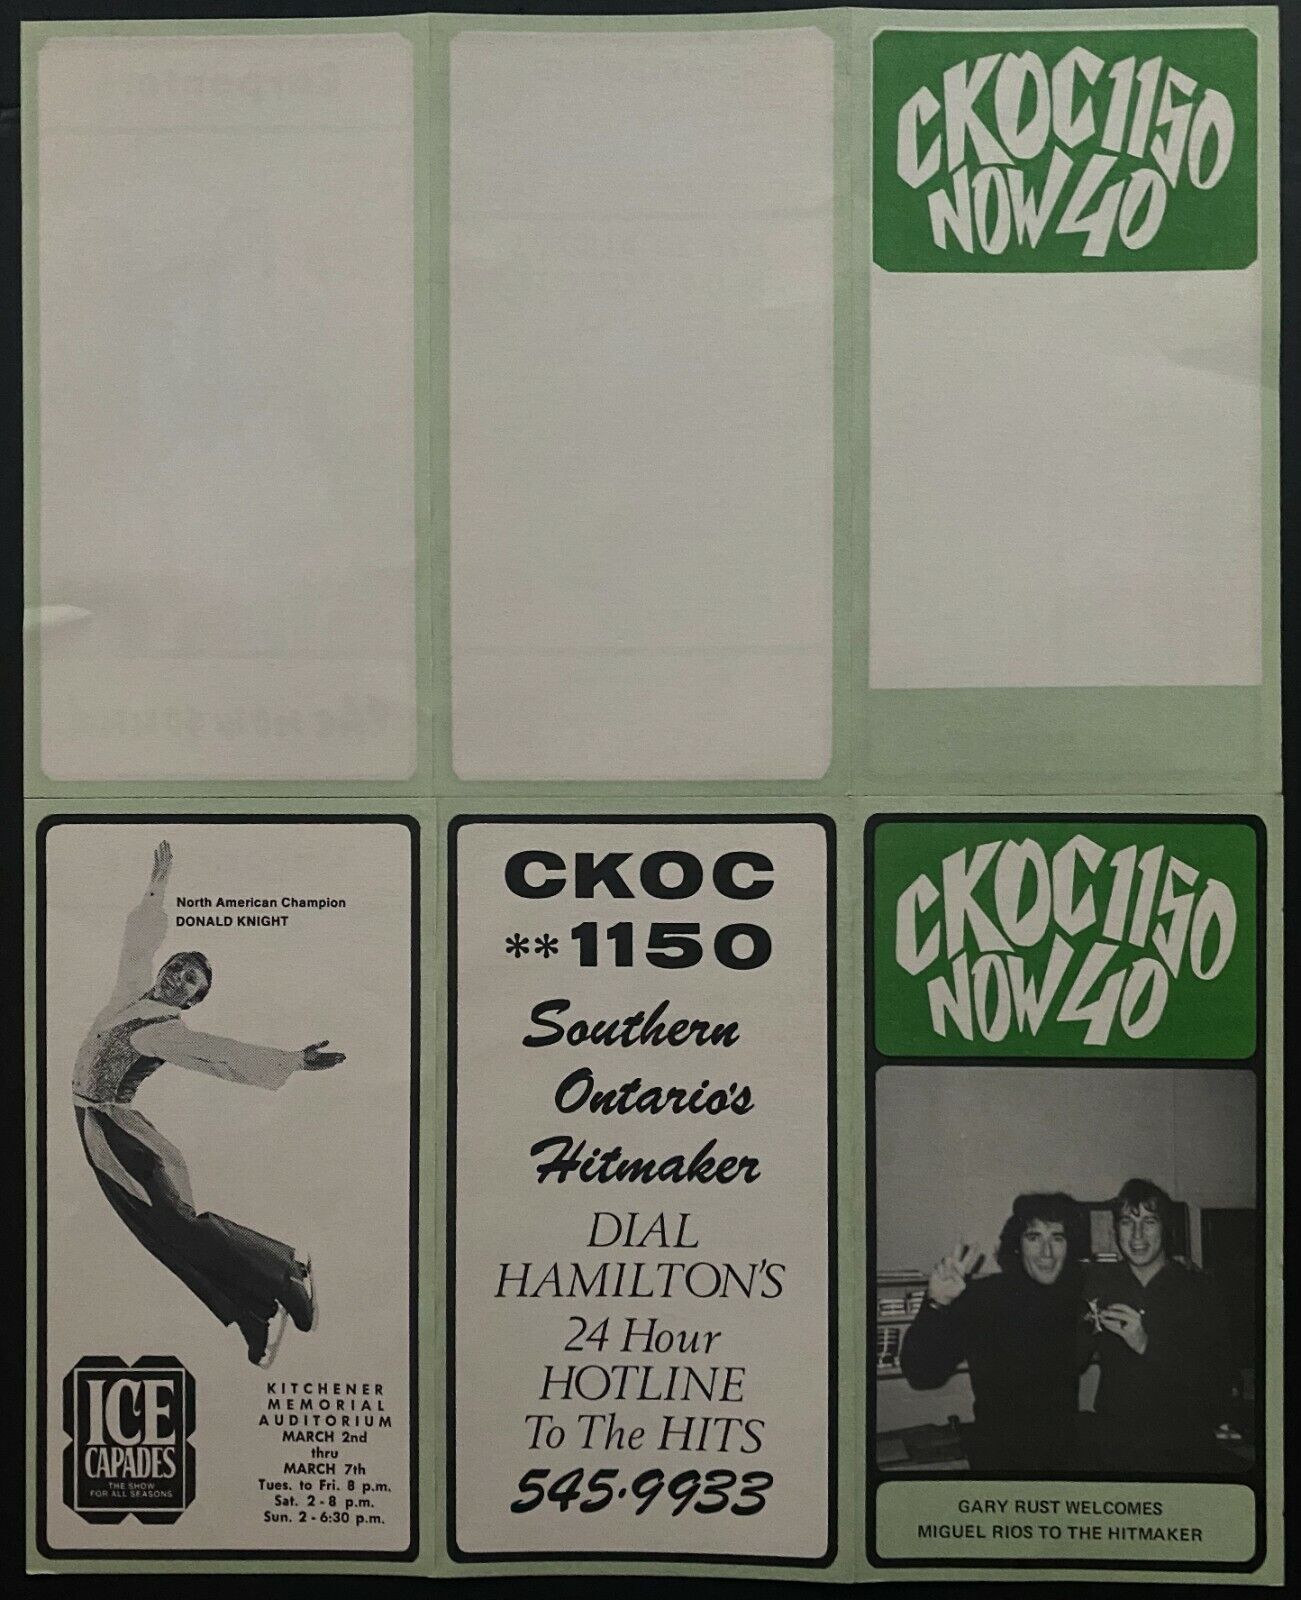 CKOC 1150
NOW 40
North American Champion
DONALD KNIGHT
ICE
CAPADES
THE SHOW
FOR ALL SEASONS
KITCHENER
MEMORIAL
AUDITORIUM
MARCH 2nd
thru
MARCH 7th
Tues. to Fri. 8 p.m.
Sat. 2 - 8 p.m.
Sun. 2 - 6:30 p.m.
CKOC
**1150
Southern
Ontario's
Hitmaker
DIAL
HAMILTON'S
24 Hour
HOTLINE
To The HITS
545-9933
CKOC 1150
NOW 40
GARY RUST WELCOMES
MIGUEL RIOS TO THE HITMAKER